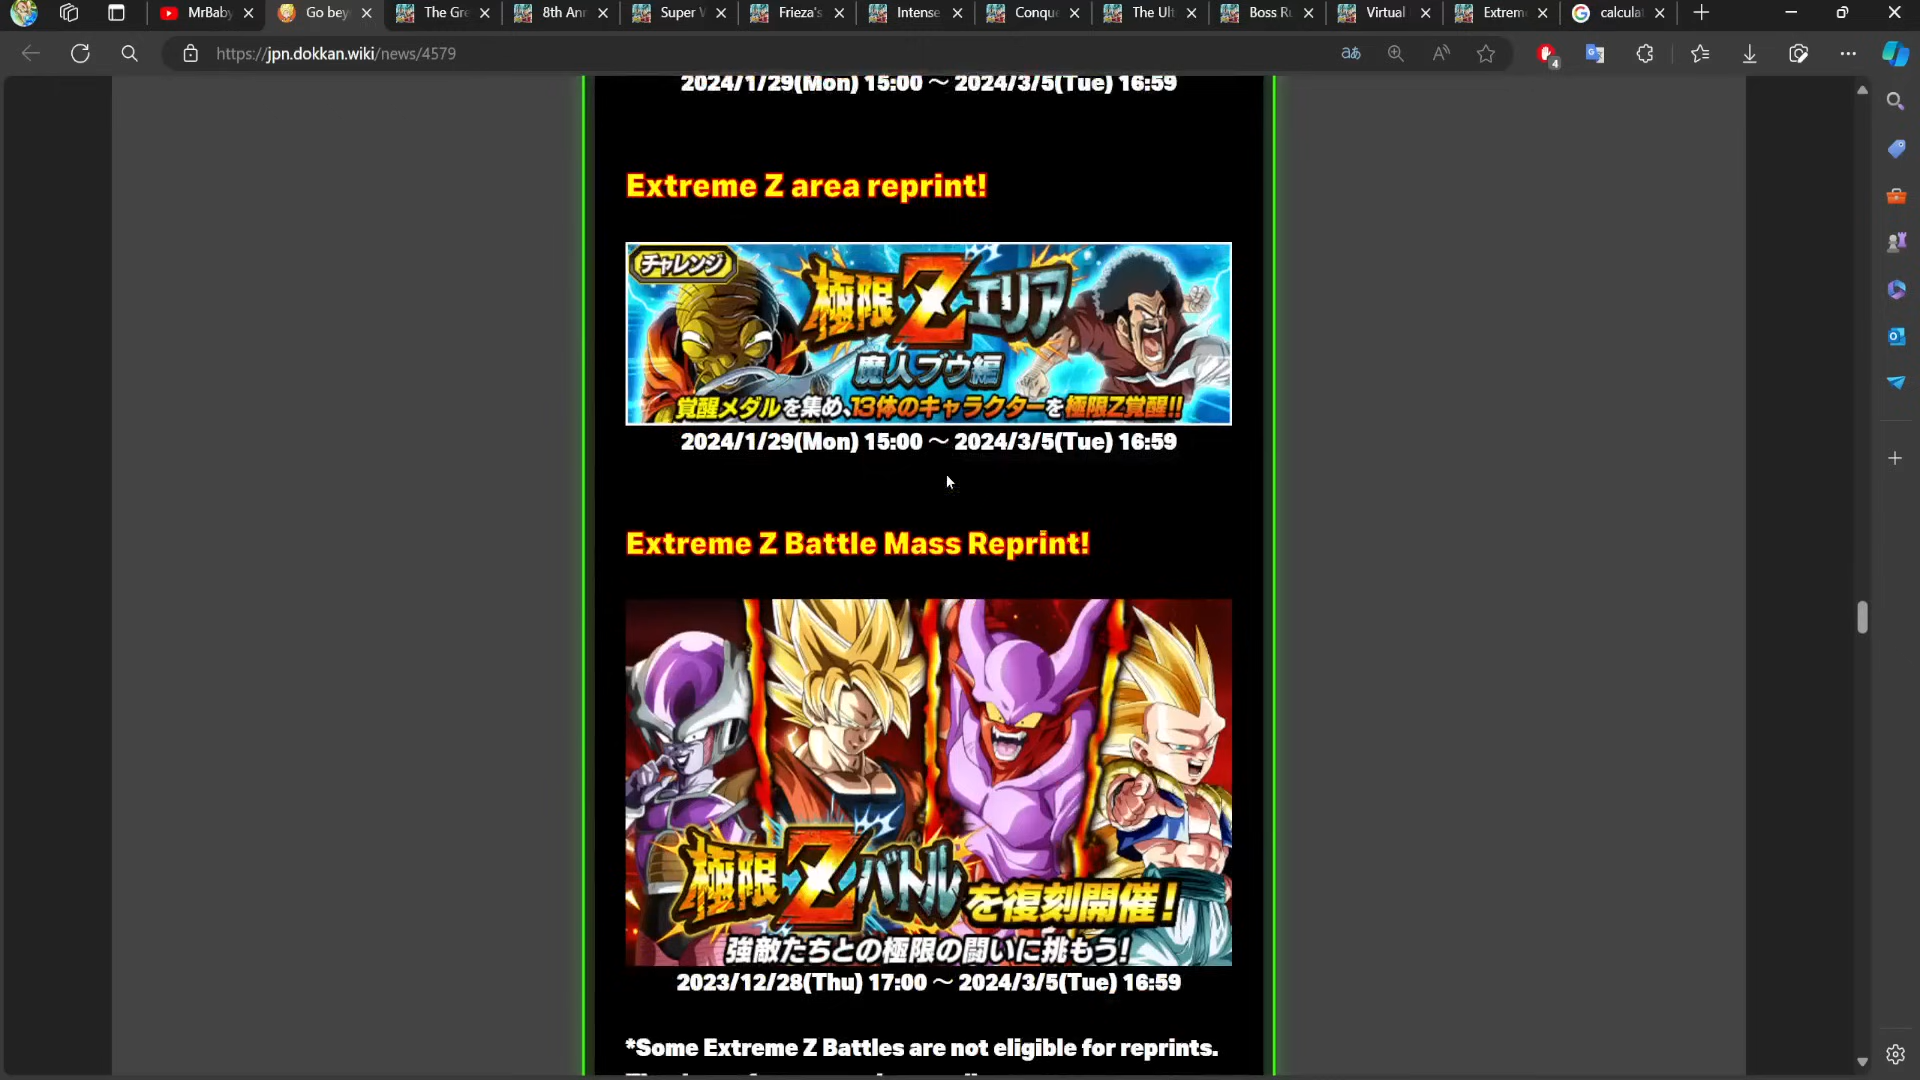 MrBaby
Go bey
The Gre
8th Ann
Super V
Frieza's
Intense
Conque
The Ult
Boss Ru
Virtual
Extrem
calculat
https://jpn.dokkan.wiki/news/4579
4
2024/1/29(Mon) 15:00 ～ 2024/3/5(Tue) 16:59
Extreme Z area reprint!
チャレンジ
極限Zエリア
魔人ブウ編
覚醒メダルを集め、13体のキャラクターを極限Z覚醒!!
2024/1/29(Mon) 15:00 ～ 2024/3/5(Tue) 16:59
Extreme Z Battle Mass Reprint!
極限Zバトルを復刻開催!
強敵たちとの極限の闘いに挑もう!
2023/12/28(Thu) 17:00 ～ 2024/3/5(Tue) 16:59
*Some Extreme Z Battles are not eligible for reprints.